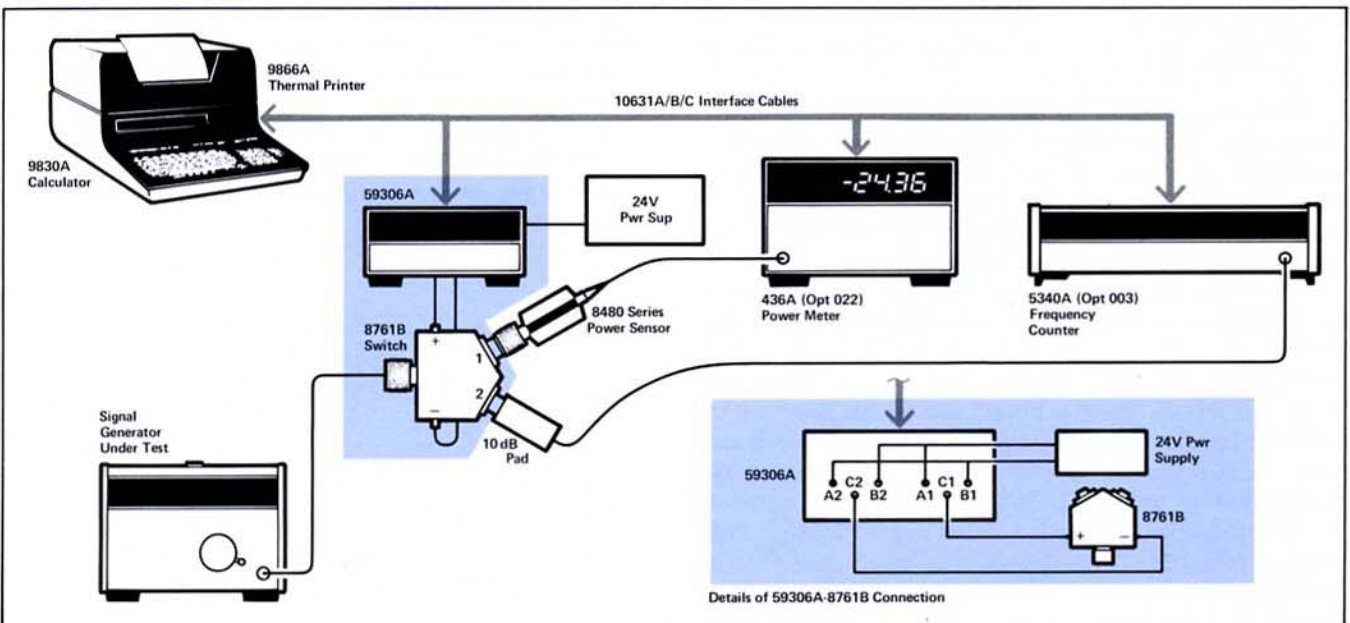 9866A
Thermal Printer
10631A/B/C Interface Cables
9830A
Calculator
59306A
24V
Pwr Sup
-24.36
8480 Series
Power Sensor
436A (Opt 022)
Power Meter
5340A (Opt 003)
Frequency
Counter
8761B
Switch
+
1
2
−
10 dB
Pad
Signal
Generator
Under Test
24V Pwr
Supply
59306A
A2 C2 B2 A1 C1 B1
8761B
+ −
Details of 59306A-8761B Connection